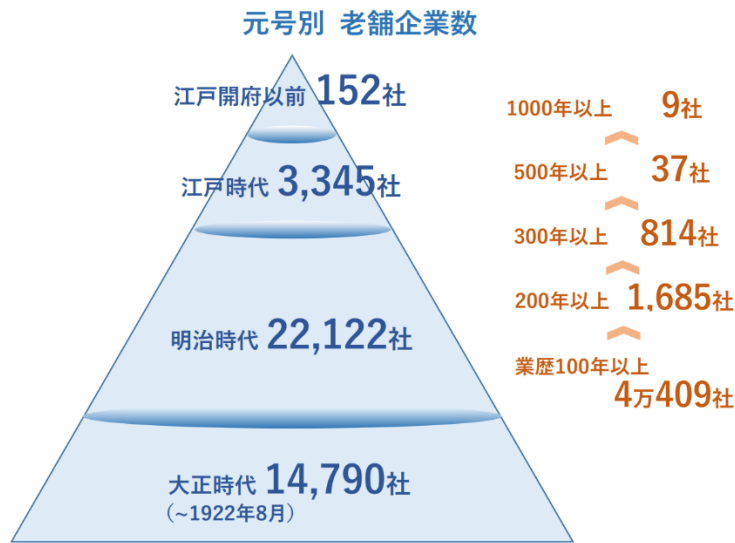 元号別 老舗企業数
江戸開府以前 152社
江戸時代 3,345社
明治時代 22,122社
大正時代 14,790社
(~1922年8月)
1000年以上 9社
500年以上 37社
300年以上 814社
200年以上 1,685社
業歴100年以上
4万409社